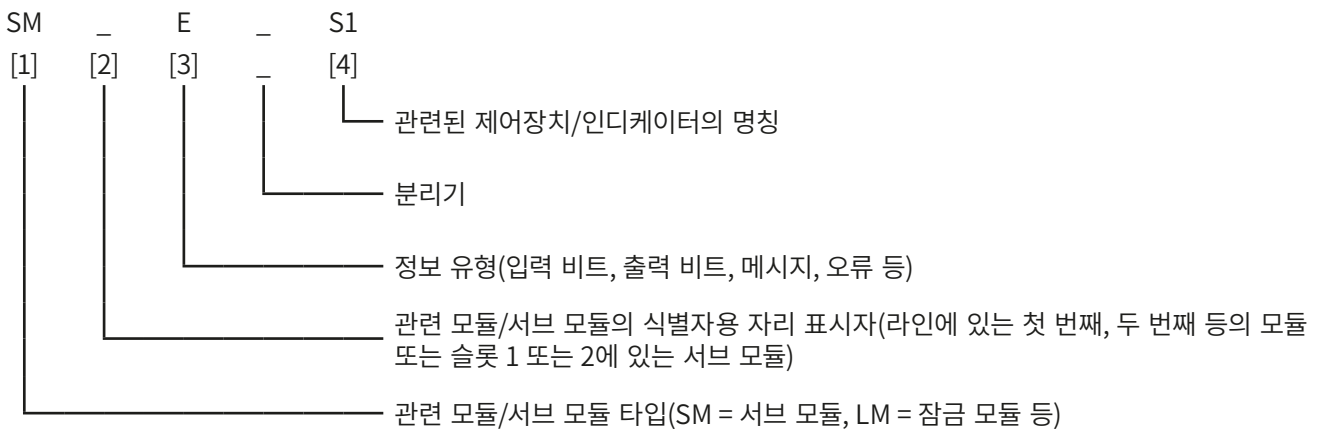 SM _ E _ S1
[1] [2] [3] _ [4]
관련된 제어장치/인디케이터의 명칭
분리기
정보 유형(입력 비트, 출력 비트, 메시지, 오류 등)
관련 모듈/서브 모듈의 식별자용 자리 표시자(라인에 있는 첫 번째, 두 번째 등의 모듈
또는 슬롯 1 또는 2에 있는 서브 모듈)
관련 모듈/서브 모듈 타입(SM = 서브 모듈, LM = 잠금 모듈 등)